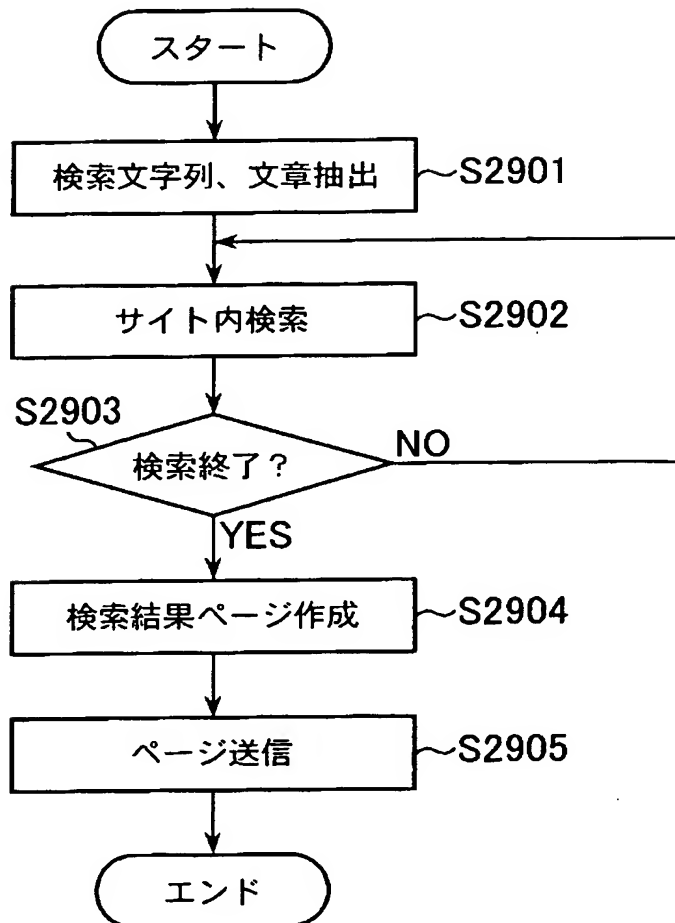 スタート
検索文字列、文章抽出
S2901
サイト内検索
S2902
S2903
検索終了?
NO
YES
検索結果ページ作成
S2904
ページ送信
S2905
エンド